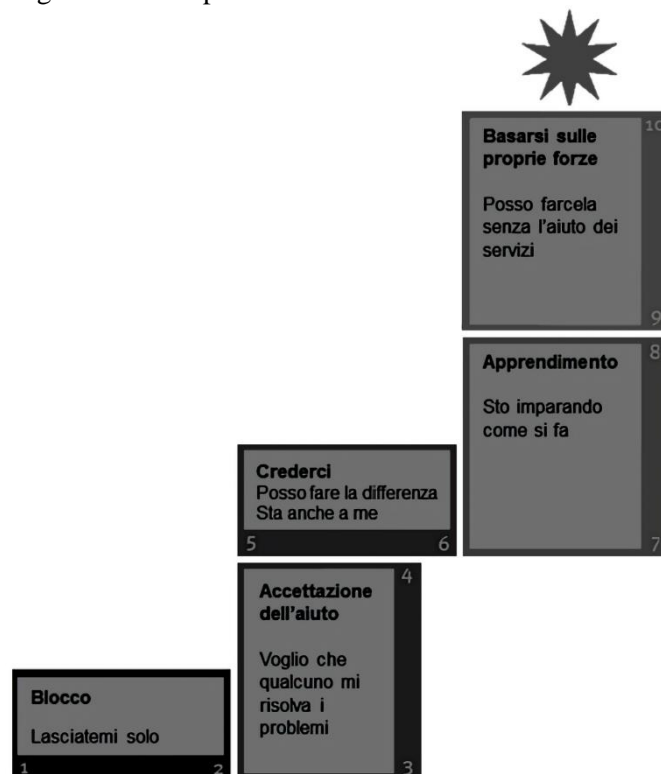 10
Basarsi sulle
proprie forze
Posso farcela
senza l'aiuto dei
servizi
9
8
Apprendimento
Sto imparando
come si fa
7
Crederci
Posso fare la differenza
Sta anche a me
5 6
4
Accettazione
dell'aiuto
Voglio che
qualcuno mi
risolva i
problemi
3
Blocco
Lasciatemi solo
1 2